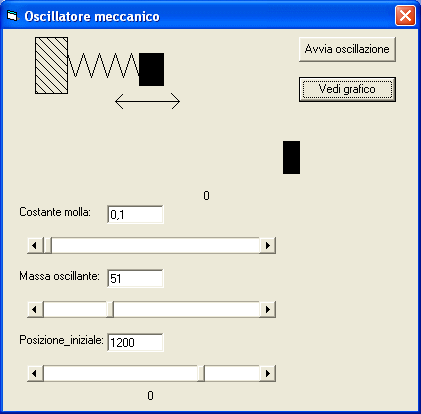 Oscillatore meccanico
Avvia oscillazione
Vedi grafico
0
Costante molla: 0,1
Massa oscillante: 51
Posizione_iniziale: 1200
0